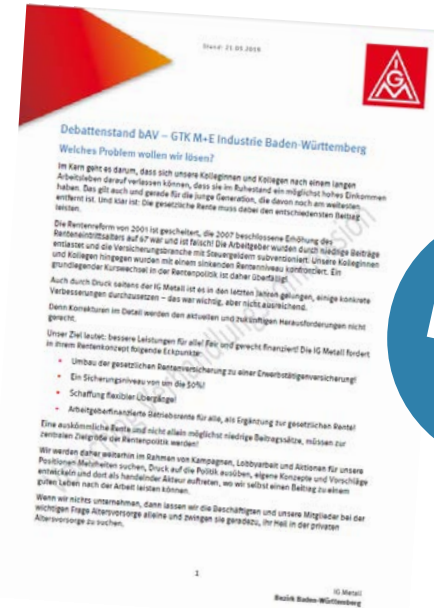 Stand: 21.03.2018
IGM
Debattenstand bAV – GTK M+E Industrie Baden-Württemberg
Welches Problem wollen wir lösen?
Im Kern geht es darum, dass sich unsere Kolleginnen und Kollegen nach einem langen
Arbeitsleben darauf verlassen können, dass sie im Ruhestand ein möglichst hohes Einkommen
haben. Das gilt auch und gerade für die junge Generation, die davon noch am weitesten
entfernt ist. Und klar ist: Die gesetzliche Rente muss dabei den entschiedensten Beitrag
leisten.
Die Rentenreform von 2001 ist gescheitert, die 2007 beschlossene Erhöhung des
Renteneintrittsalters auf 67 war und ist falsch! Die Arbeitgeber wurden durch niedrige Beiträge
entlastet und die Versicherungsbranche mit Steuergeldern subventioniert. Unsere Kolleginnen
und Kollegen hingegen wurden mit einem sinkenden Rentenniveau konfrontiert. Ein
grundlegender Kurswechsel in der Rentenpolitik ist daher überfällig!
Auch durch Druck seitens der IG Metall ist es in den letzten Jahren gelungen, einige konkrete
Verbesserungen durchzusetzen – das war wichtig, aber nicht ausreichend.
Denn Korrekturen im Detail werden den aktuellen und zukünftigen Herausforderungen nicht
gerecht.
Unser Ziel lautet: bessere Leistungen für alle! Fair und gerecht finanziert! Die IG Metall fordert
in ihrem Rentenkonzept folgende Eckpunkte:
• Umbau der gesetzlichen Rentenversicherung zu einer Erwerbstätigenversicherung!
• Ein Sicherungsniveau von um die 50%!
• Schaffung flexibler Übergänge!
• Arbeitgeberfinanzierte Betriebsrente für alle, als Ergänzung zur gesetzlichen Rente!
Eine auskömmliche Rente und nicht allein möglichst niedrige Beitragssätze, müssen zur
zentralen Zielgröße der Rentenpolitik werden!
Wir werden daher weiterhin im Rahmen von Kampagnen, Lobbyarbeit und Aktionen für unsere
Positionen Mehrheiten suchen, Druck auf die Politik ausüben, eigene Konzepte und Vorschläge
entwickeln und dort als handelnder Akteur auftreten, wo wir selbst einen Beitrag zu einem
guten Leben nach der Arbeit leisten können.
Wenn wir nichts unternehmen, dann lassen wir die Beschäftigten und unsere Mitglieder bei der
wichtigen Frage Altersvorsorge alleine und zwingen sie geradezu, ihr Heil in der privaten
Altersvorsorge zu suchen.
1
IG Metall
Bezirk Baden-Württemberg